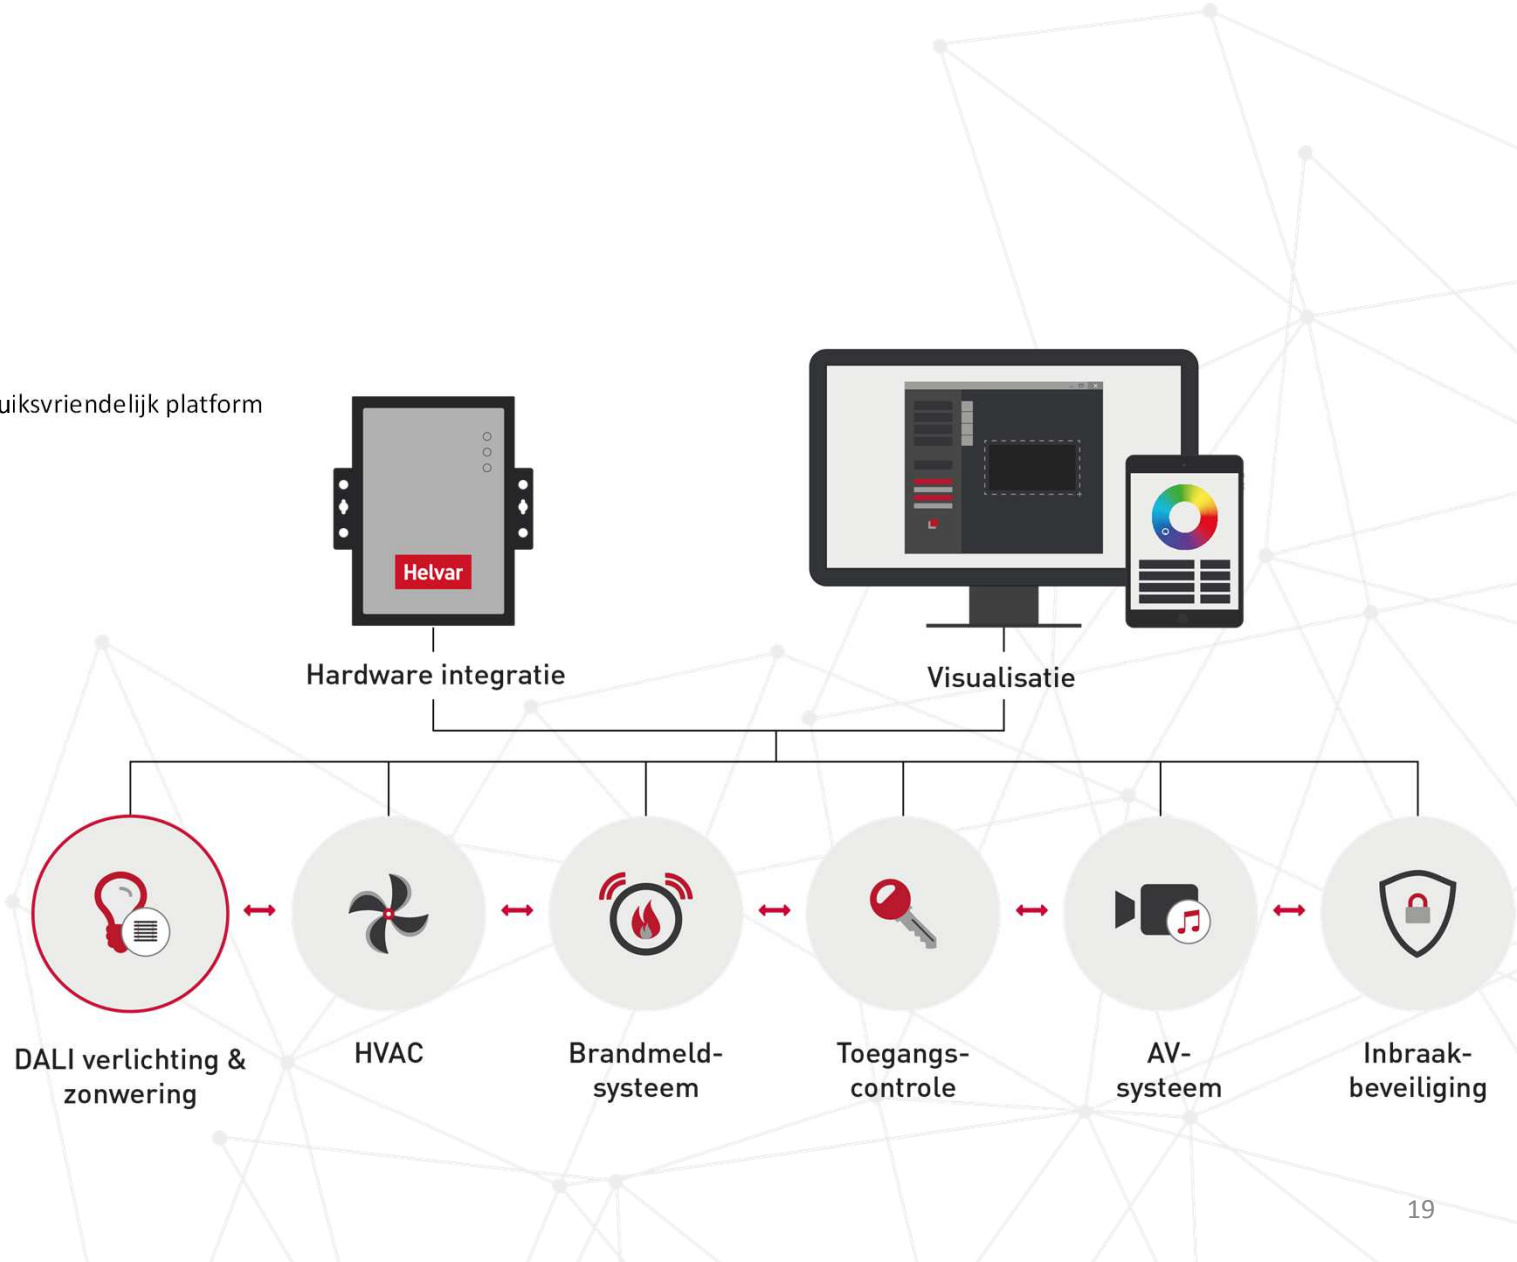 uiksvriendelijk platform
Helvar
Hardware integratie
Visualisatie
DALI verlichting &
zonwering
HVAC
Brandmeld-
systeem
Toegangs-
controle
AV-
systeem
Inbraak-
beveiliging
19